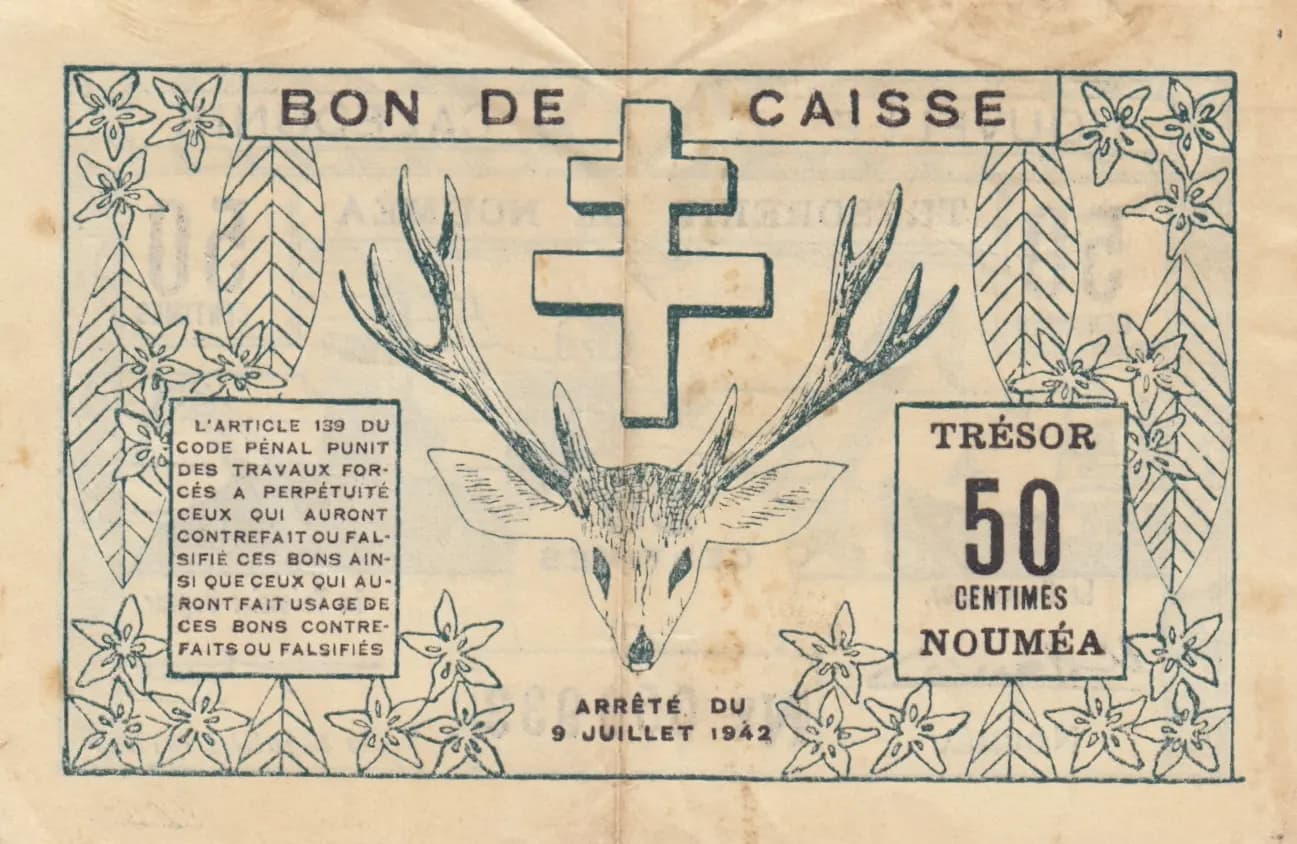 BON DE CAISSE
L'ARTICLE 139 DU
CODE PÉNAL PUNIT
DES TRAVAUX FOR-
CÉS A PERPÉTUITÉ
CEUX QUI AURONT
CONTREFAIT OU FAL-
SIFIÉ CES BONS AIN-
SI QUE CEUX QUI AU-
RONT FAIT USAGE DE
CES BONS CONTRE-
FAITS OU FALSIFIÉS
TRÉSOR
50
CENTIMES
NOUMÉA
ARRÊTÉ DU
9 JUILLET 1942